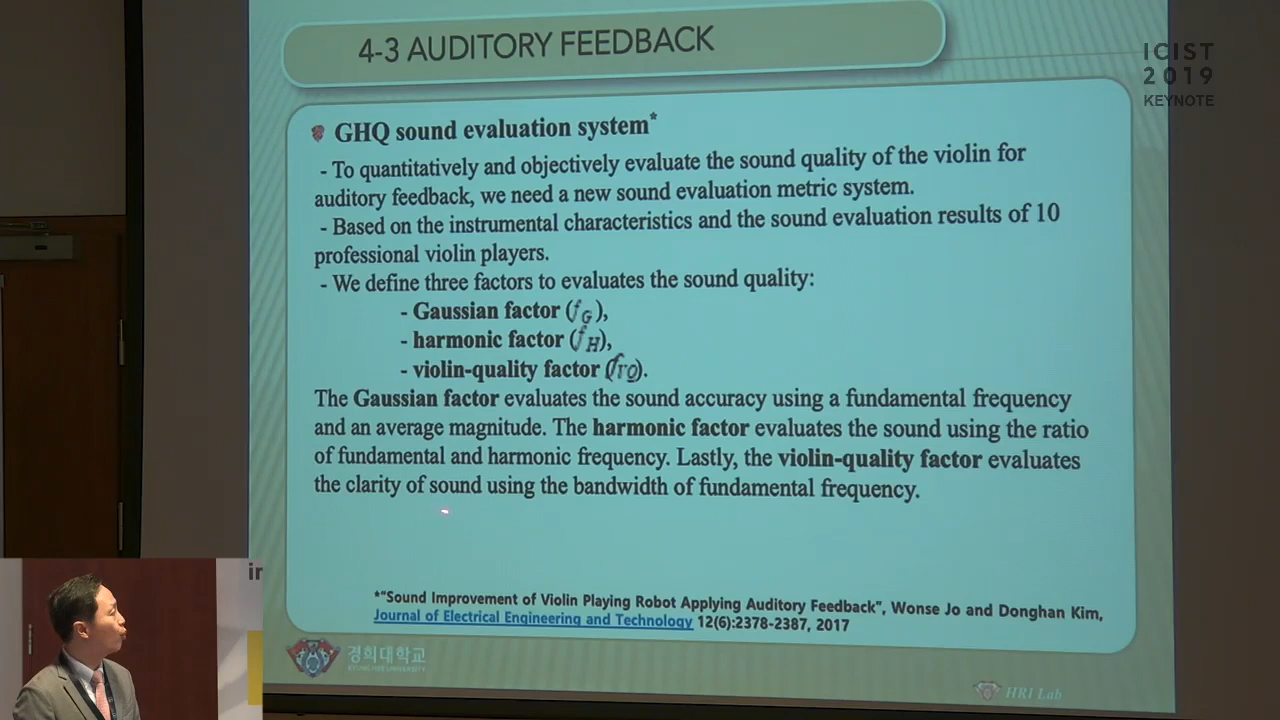 4-3 AUDITORY FEEDBACK
ICIST
2019
KEYNOTE
GHQ sound evaluation system*
- To quantitatively and objectively evaluate the sound quality of the violin for
auditory feedback, we need a new sound evaluation metric system.
- Based on the instrumental characteristics and the sound evaluation results of 10
professional violin players.
- We define three factors to evaluates the sound quality:
- Gaussian factor (fG),
- harmonic factor (fH),
- violin-quality factor
The Gaussian factor evaluates the sound accuracy using a fundamental frequency
and an average magnitude. The harmonic factor evaluates the sound using the ratio
of fundamental and harmonic frequency. Lastly, the violin-quality factor evaluates
the clarity of sound using the bandwidth of fundamental frequency.
*"Sound Improvement of Violin Playing Robot Applying Auditory Feedback", Wonse Jo and Donghan Kim,
Journal of Electrical Engineering and Technology 12(6):2378-2387, 2017
경희대학교
KYUNG HEE UNIVERSITY
HRI Lab